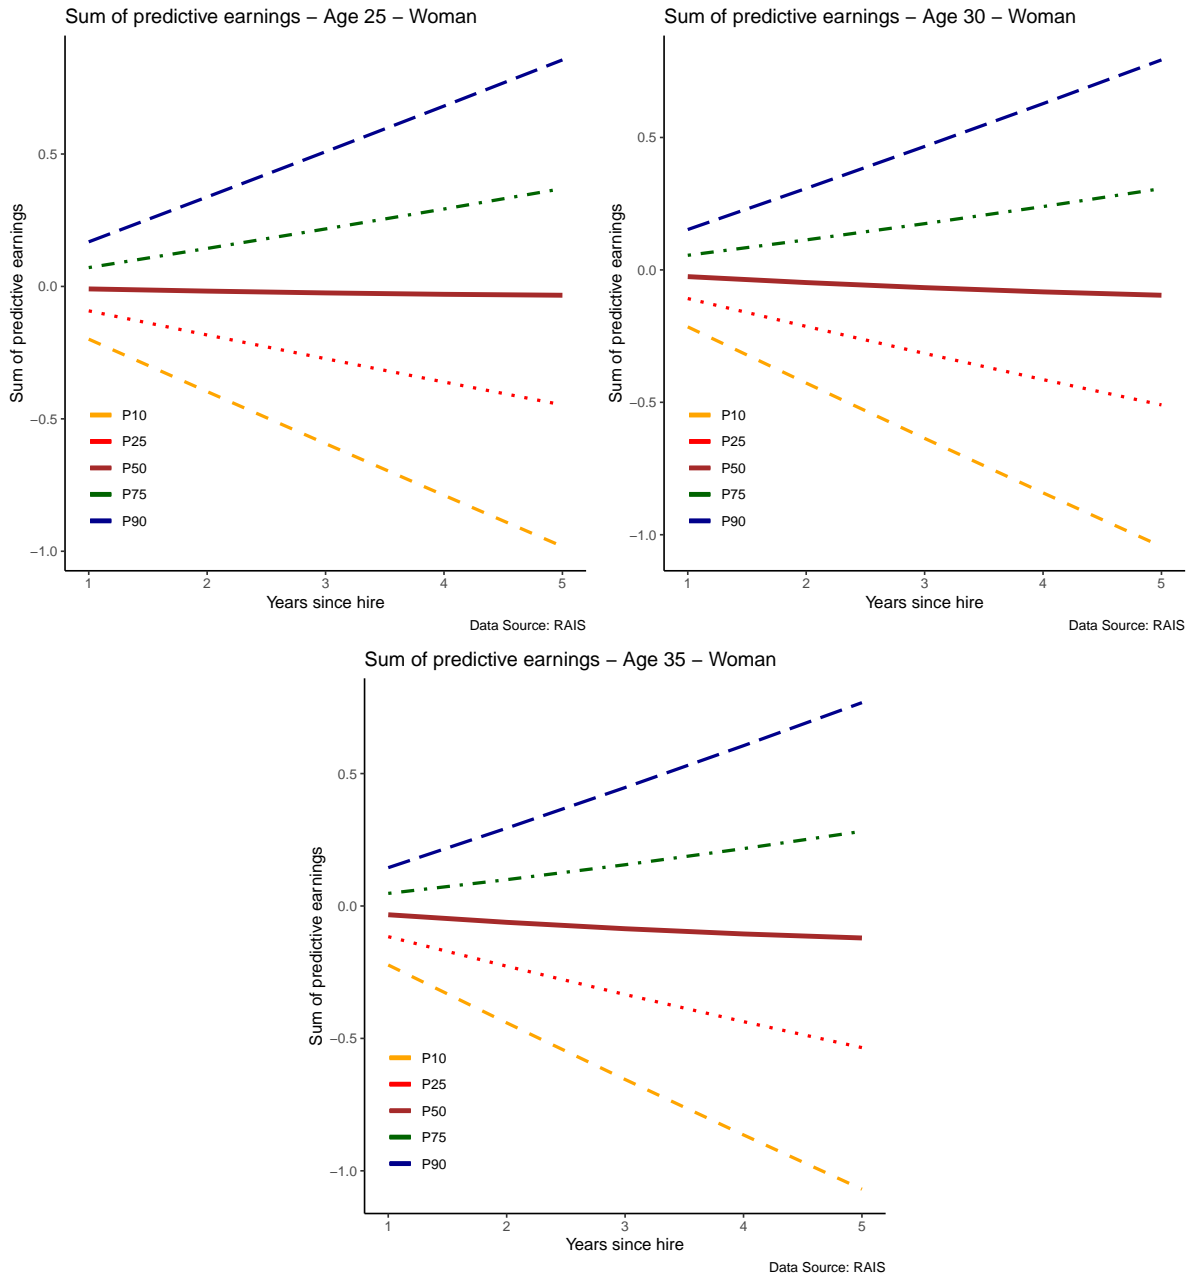 Sum of predictive earnings – Age 25 – Woman
Sum of predictive earnings
0.5
0.0
−0.5
−1.0
P10
P25
P50
P75
P90
1 2 3 4 5
Years since hire
Data Source: RAIS
Sum of predictive earnings – Age 30 – Woman
Sum of predictive earnings
0.5
0.0
−0.5
−1.0
P10
P25
P50
P75
P90
1 2 3 4 5
Years since hire
Data Source: RAIS
Sum of predictive earnings – Age 35 – Woman
Sum of predictive earnings
0.5
0.0
−0.5
−1.0
P10
P25
P50
P75
P90
1 2 3 4 5
Years since hire
Data Source: RAIS